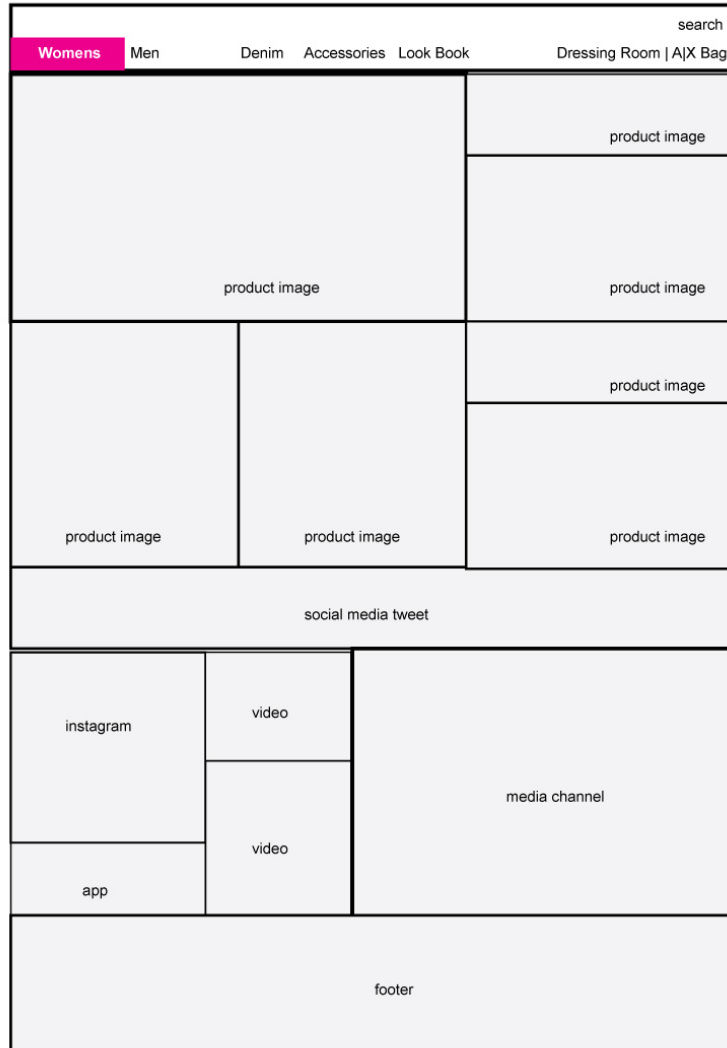 search
Womens Men Denim Accessories Look Book Dressing Room | A|X Bag
product image
product image
product image
product image
product image
product image
product image
social media tweet
instagram
video
media channel
video
app
footer